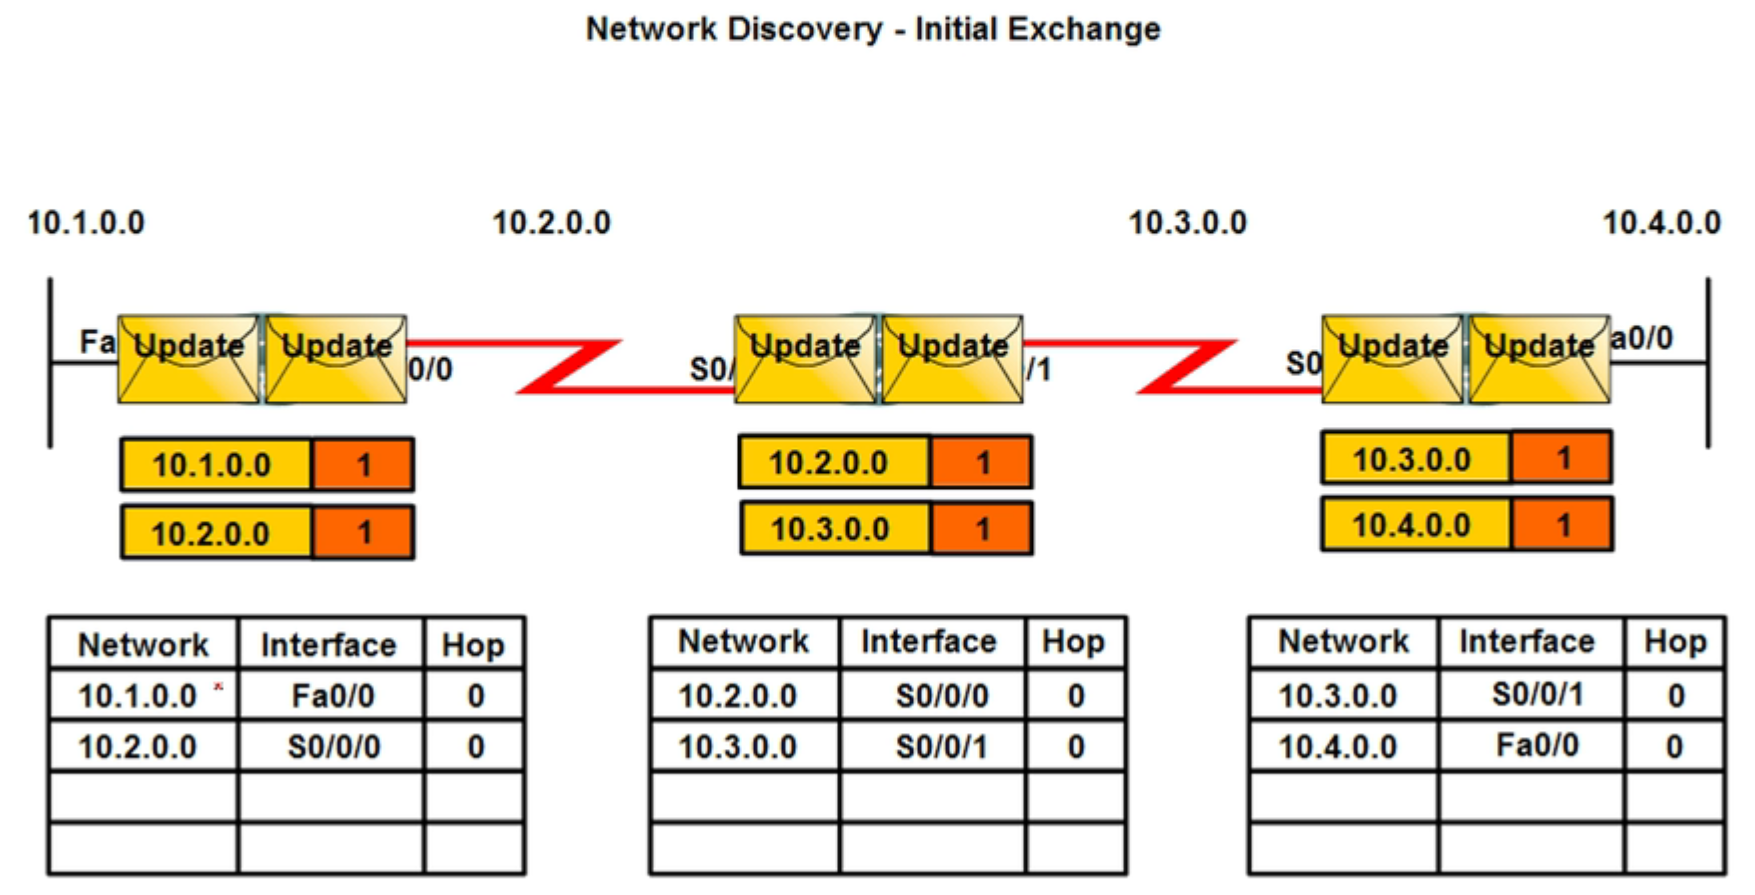 Network Discovery - Initial Exchange
10.1.0.0 10.2.0.0 10.3.0.0 10.4.0.0
Fa Update Update 0/0 S0/ Update Update /1 S0 Update Update a0/0
10.1.0.0 1 10.2.0.0 1 10.3.0.0 1
10.2.0.0 1 10.3.0.0 1 10.4.0.0 1
Network Interface Hop Network Interface Hop Network Interface Hop
10.1.0.0 Fa0/0 0 10.2.0.0 S0/0/0 0 10.3.0.0 S0/0/1 0
10.2.0.0 S0/0/0 0 10.3.0.0 S0/0/1 0 10.4.0.0 Fa0/0 0